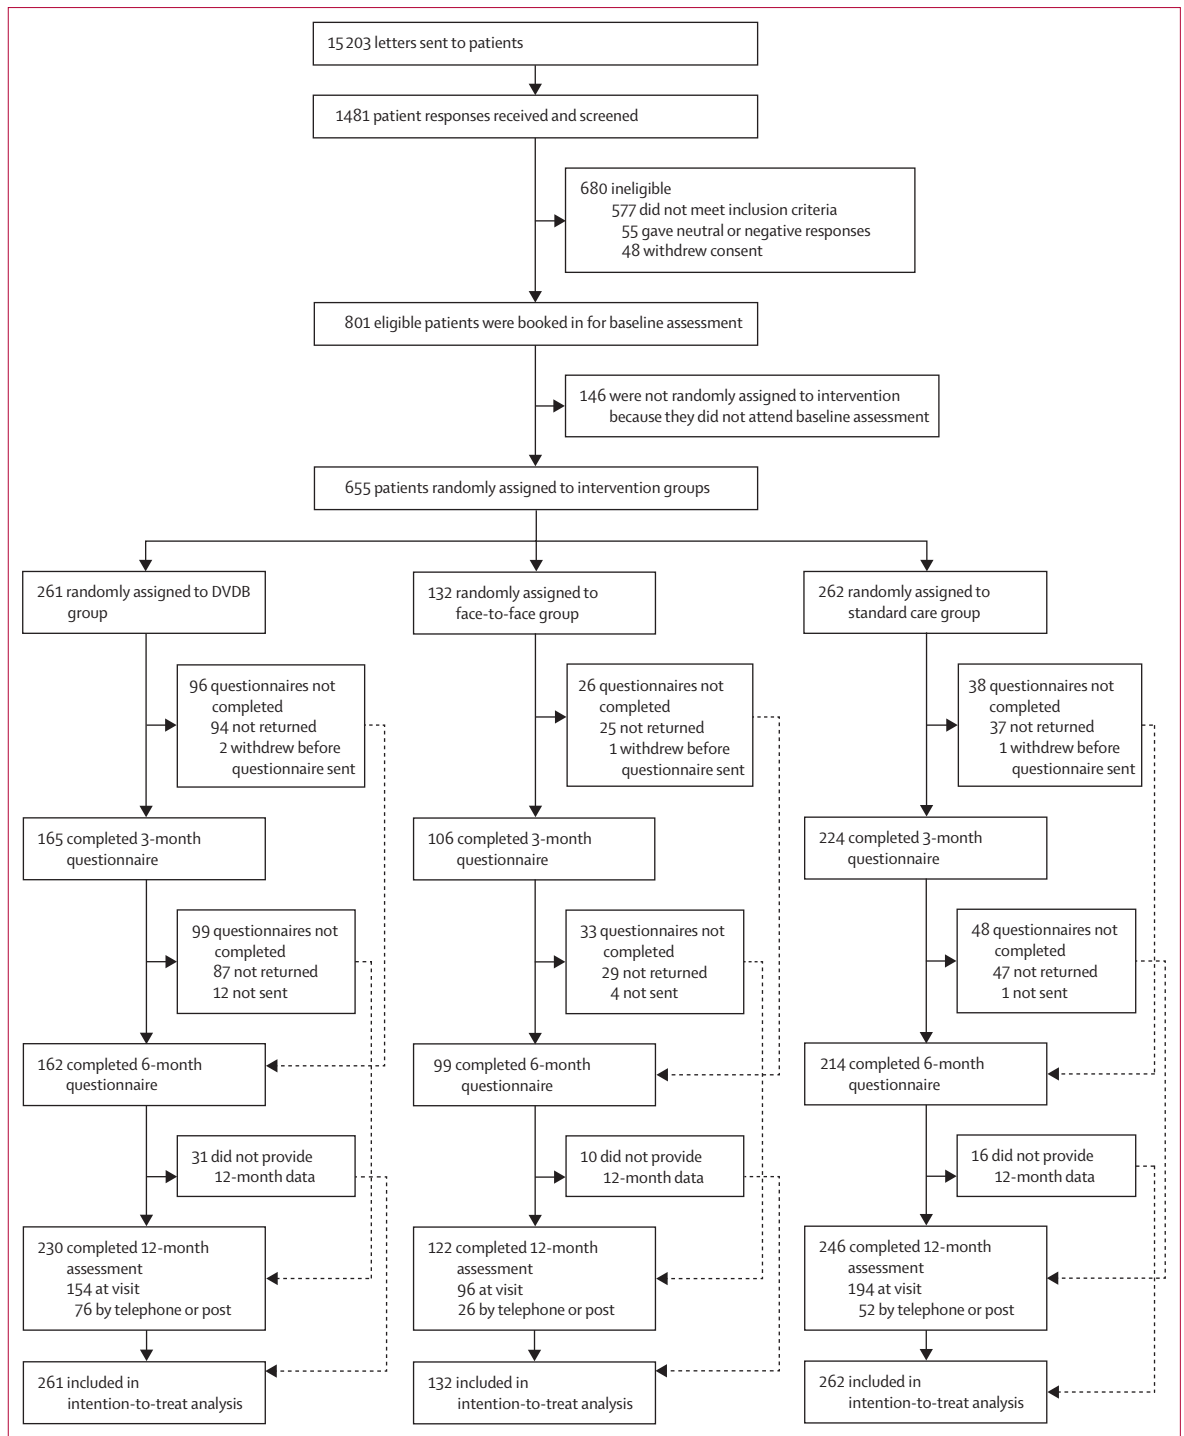 15 203 letters sent to patients
1481 patient responses received and screened
680 ineligible
577 did not meet inclusion criteria
55 gave neutral or negative responses
48 withdrew consent
801 eligible patients were booked in for baseline assessment
146 were not randomly assigned to intervention
because they did not attend baseline assessment
655 patients randomly assigned to intervention groups
261 randomly assigned to DVDB
group
132 randomly assigned to
face-to-face group
262 randomly assigned to
standard care group
96 questionnaires not
completed
94 not returned
2 withdrew before
questionnaire sent
26 questionnaires not
completed
25 not returned
1 withdrew before
questionnaire sent
38 questionnaires not
completed
37 not returned
1 withdrew before
questionnaire sent
165 completed 3-month
questionnaire
106 completed 3-month
questionnaire
224 completed 3-month
questionnaire
99 questionnaires not
completed
87 not returned
12 not sent
33 questionnaires not
completed
29 not returned
4 not sent
48 questionnaires not
completed
47 not returned
1 not sent
162 completed 6-month
questionnaire
99 completed 6-month
questionnaire
214 completed 6-month
questionnaire
31 did not provide
12-month data
10 did not provide
12-month data
16 did not provide
12-month data
230 completed 12-month
assessment
154 at visit
76 by telephone or post
122 completed 12-month
assessment
96 at visit
26 by telephone or post
246 completed 12-month
assessment
194 at visit
52 by telephone or post
261 included in
intention-to-treat analysis
132 included in
intention-to-treat analysis
262 included in
intention-to-treat analysis